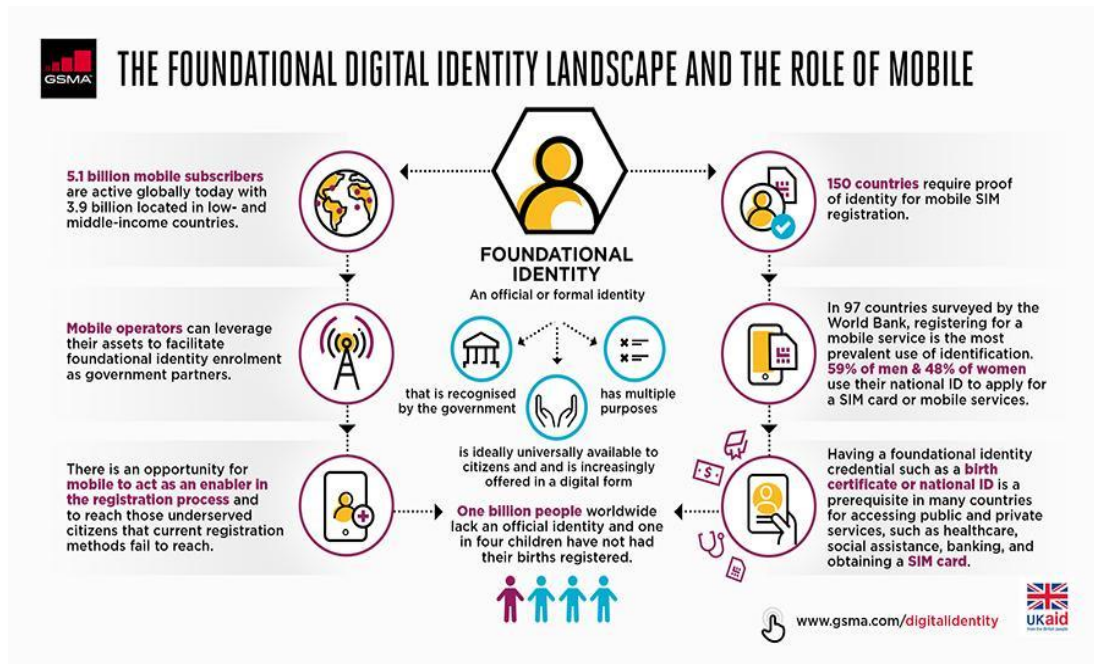 GSMA
THE FOUNDATIONAL DIGITAL IDENTITY LANDSCAPE AND THE ROLE OF MOBILE
5.1 billion mobile subscribers
are active globally today with
3.9 billion located in low- and
middle-income countries.
Mobile operators can leverage
their assets to facilitate
foundational identity enrolment
as government partners.
There is an opportunity for
mobile to act as an enabler in
the registration process and
to reach those underserved
citizens that current registration
methods fail to reach.
FOUNDATIONAL
IDENTITY
An official or formal identity
that is recognised
by the government
has multiple
purposes
is ideally universally available to
citizens and and is increasingly
offered in a digital form
One billion people worldwide
lack an official identity and one
in four children have not had
their births registered.
150 countries require proof
of identity for mobile SIM
registration.
In 97 countries surveyed by the
World Bank, registering for a
mobile service is the most
prevalent use of identification.
59% of men & 48% of women
use their national ID to apply for
a SIM card or mobile services.
$
Having a foundational identity
credential such as a birth
certificate or national ID is a
prerequisite in many countries
for accessing public and private
services, such as healthcare,
social assistance, banking, and
obtaining a SIM card.
www.gsma.com/digitalidentity
UKaid
from the British people